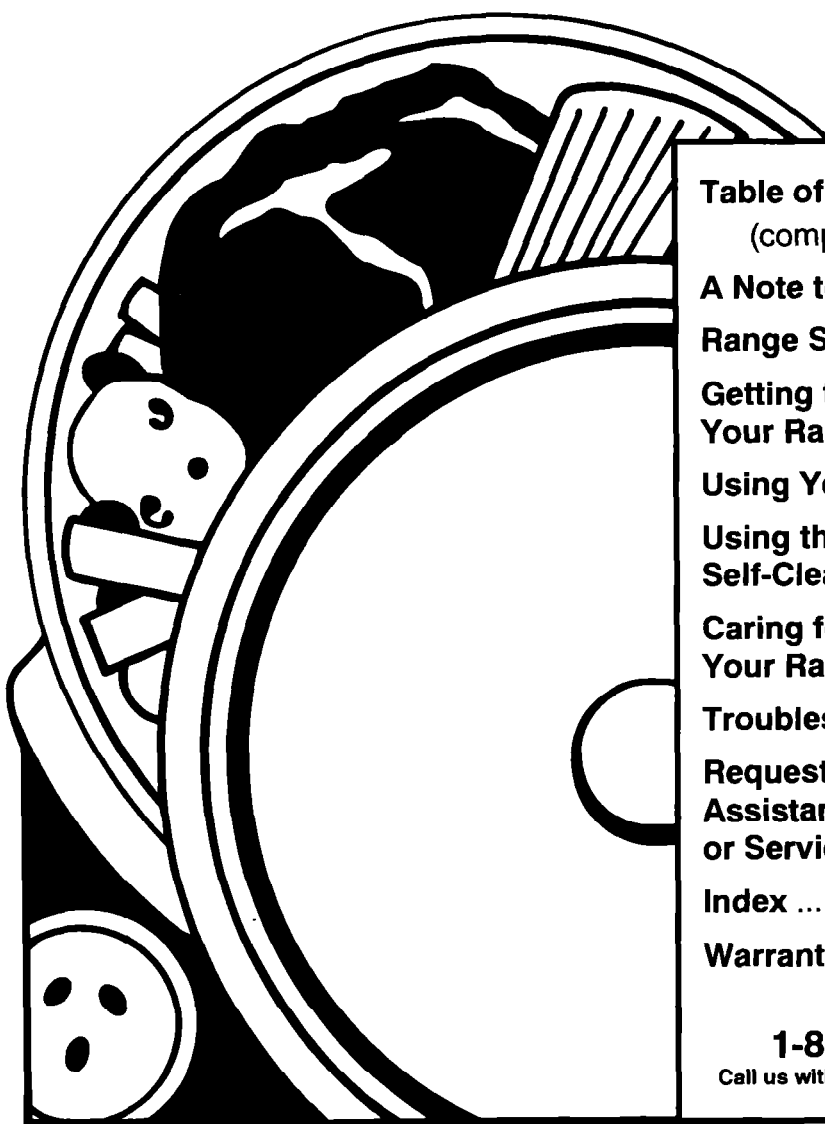 Table of
(comp
A Note t
Range S
Getting
Your Ra
Using Yo
Using th
Self-Clea
Caring f
Your Ra
Troubles
Request
Assistan
or Servi
Index ...
Warrant
1-8
Call us wit